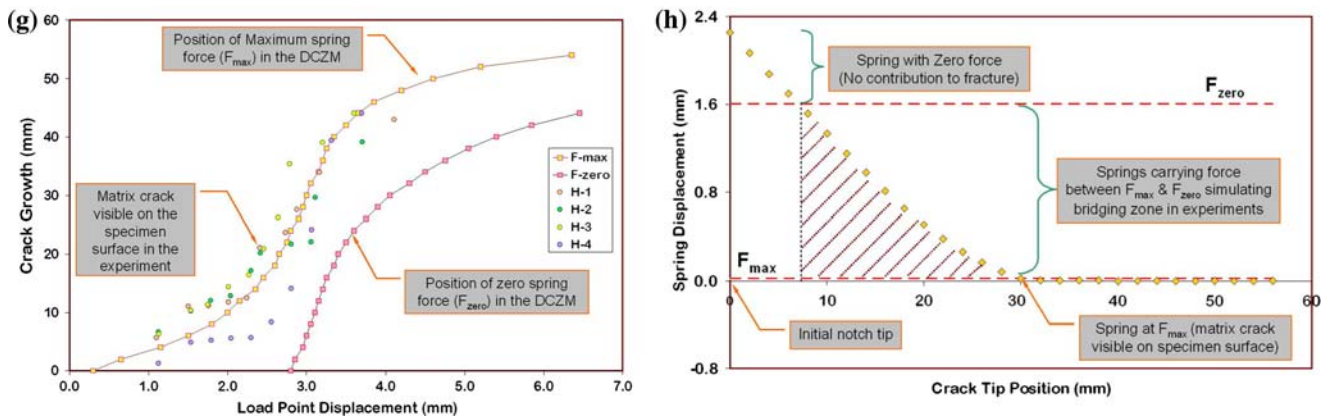 (g)
60
50
40
30
20
10
0
Crack Growth (mm)
0.0 1.0 2.0 3.0 4.0 5.0 6.0 7.0
Load Point Displacement (mm)
Position of Maximum spring
force (Fmax) in the DCZM
Matrix crack
visible on the
specimen
surface in the
experiment
Position of zero spring
force (Fzero) in the DCZM
F-max
F-zero
H-1
H-2
H-3
H-4
(h)
2.4
1.6
0.8
0.0
-0.8
Spring Displacement (mm)
Spring with Zero force
(No contribution to fracture)
Fzero
Springs carrying force
between Fmax & Fzero simulating
bridging zone in experiments
Fmax
0 10 20 30 40 50 60
Initial notch tip
Spring at Fmax (matrix crack
visible on specimen surface)
Crack Tip Position (mm)